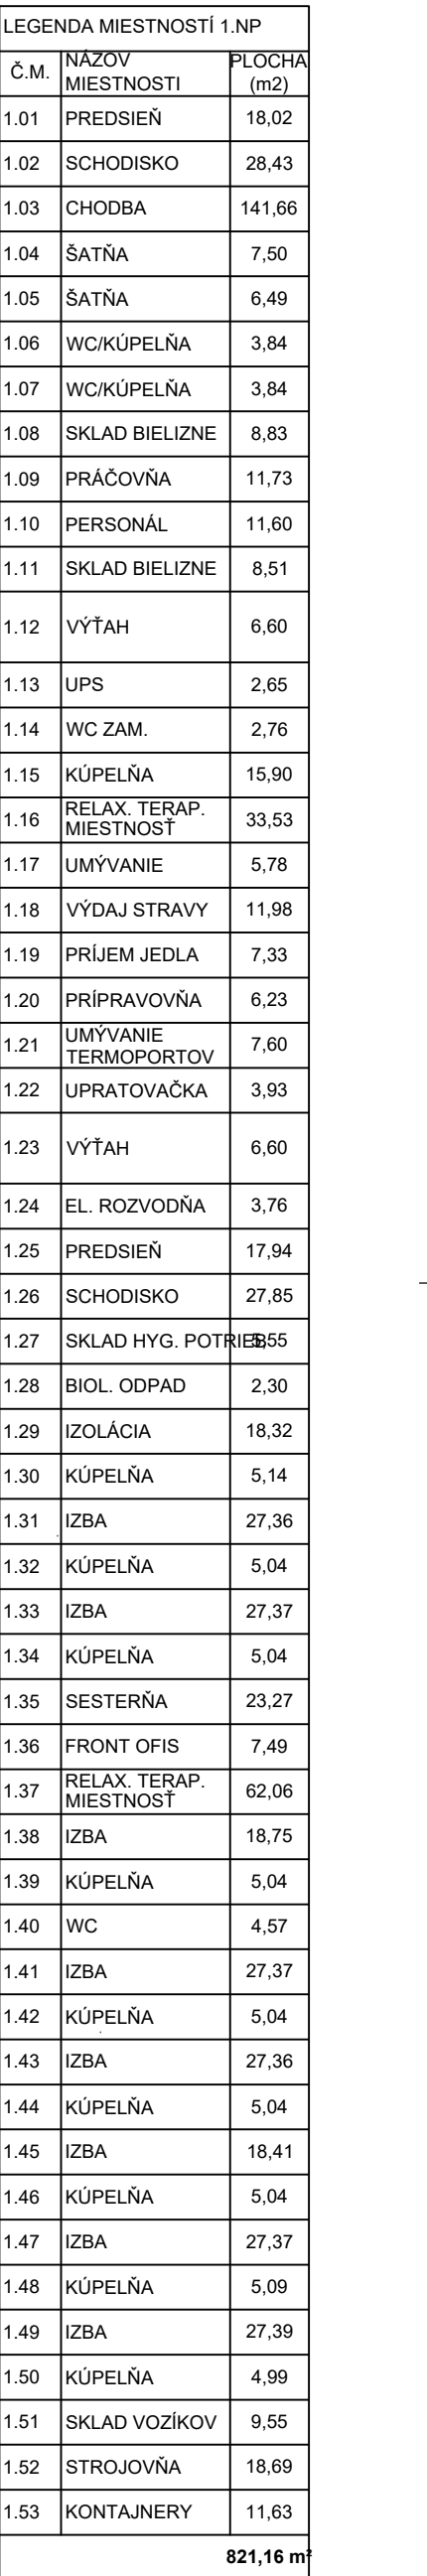 LEGENDA MIESTNOSTÍ 1.NP
Č.M. NÁZOV MIESTNOSTI PLOCHA (m2)
1.01 PREDSIEŇ 18,02
1.02 SCHODISKO 28,43
1.03 CHODBA 141,66
1.04 ŠATŇA 7,50
1.05 ŠATŇA 6,49
1.06 WC/KÚPELŇA 3,84
1.07 WC/KÚPELŇA 3,84
1.08 SKLAD BIELIZNE 8,83
1.09 PRÁČOVŇA 11,73
1.10 PERSONÁL 11,60
1.11 SKLAD BIELIZNE 8,51
1.12 VÝŤAH 6,60
1.13 UPS 2,65
1.14 WC ZAM. 2,76
1.15 KÚPELŇA 15,90
1.16 RELAX. TERAP. MIESTNOSŤ 33,53
1.17 UMÝVANIE 5,78
1.18 VÝDAJ STRAVY 11,98
1.19 PRÍJEM JEDLA 7,33
1.20 PRÍPRAVOVŇA 6,23
1.21 UMÝVANIE TERMOPORTOV 7,60
1.22 UPRATOVAČKA 3,93
1.23 VÝŤAH 6,60
1.24 EL. ROZVODŇA 3,76
1.25 PREDSIEŇ 17,94
1.26 SCHODISKO 27,85
1.27 SKLAD HYG. POTRIEB 5,55
1.28 BIOL. ODPAD 2,30
1.29 IZOLÁCIA 18,32
1.30 KÚPELŇA 5,14
1.31 IZBA 27,36
1.32 KÚPELŇA 5,04
1.33 IZBA 27,37
1.34 KÚPELŇA 5,04
1.35 SESTERŇA 23,27
1.36 FRONT OFIS 7,49
1.37 RELAX. TERAP. MIESTNOSŤ 62,06
1.38 IZBA 18,75
1.39 KÚPELŇA 5,04
1.40 WC 4,57
1.41 IZBA 27,37
1.42 KÚPELŇA 5,04
1.43 IZBA 27,36
1.44 KÚPELŇA 5,04
1.45 IZBA 18,41
1.46 KÚPELŇA 5,04
1.47 IZBA 27,37
1.48 KÚPELŇA 5,09
1.49 IZBA 27,39
1.50 KÚPELŇA 4,99
1.51 SKLAD VOZÍKOV 9,55
1.52 STROJOVŇA 18,69
1.53 KONTAJNERY 11,63
821,16 m²